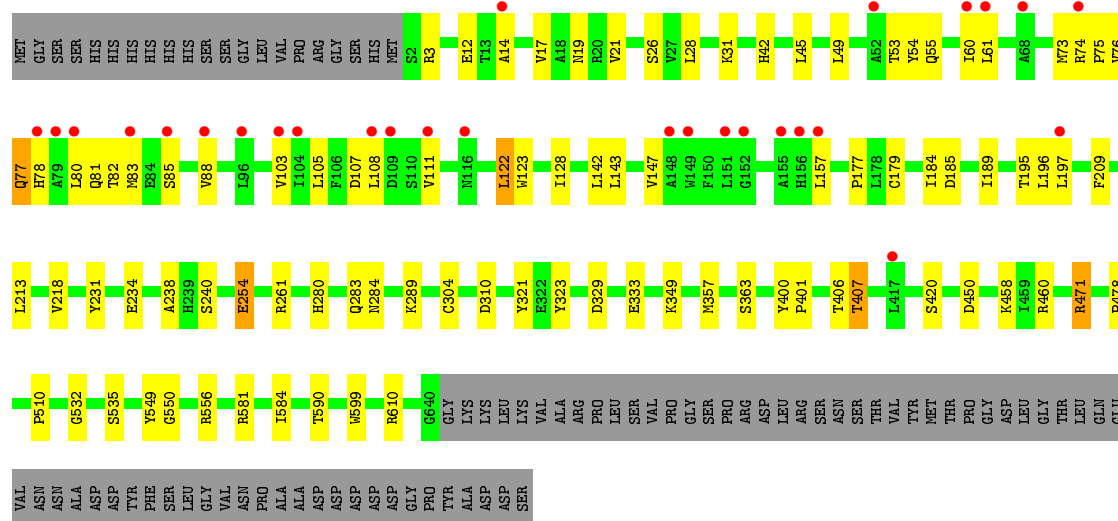 MET GLY SER SER HIS HIS HIS HIS HIS HIS SER SER GLY LEU VAL PRO ARG GLY SER HIS MET S2 R3 E12 T13 A14 V17 A18 N19 R20 V21 S26 V27 L28 K31 H42 L45 L49 A52 T53 Y54 Q55 I60 L61 A68 M73 R74 P75 V76
Q77 H78 A79 L80 Q81 T82 M83 E84 S85 V88 L96 V103 I104 L105 F106 D107 L108 D109 S110 V111 N116 L122 W123 I128 L142 L143 V147 A148 W149 F150 L151 G152 A155 H156 L157 P177 L178 C179 I184 D185 I189 T195 L196 L197 F209
L213 V218 Y231 E234 A238 H239 S240 E254 R261 H280 Q283 N284 K289 C304 D310 Y321 E322 Y323 D329 E333 K349 M357 S363 Y400 P401 T406 T407 L417 S420 D450 K458 I459 R460 R471
P510 G532 S535 Y549 G550 R556 R581 I584 T590 W599 R610 G640 GLY LYS LYS LEU LYS VAL ALA ARG PRO LEU SER VAL PRO GLY SER PRO ARG ASP LEU ARG SER ASN SER THR VAL TYR MET THR PRO GLY ASP LEU GLY THR LEU GLN
VAL ASN ASN ALA ASP ASP TYR PHE SER LEU GLY VAL ASN PRO ALA ALA ASP ASP ASP ASP ASP GLY PRO TYR ALA ASP ASP SER